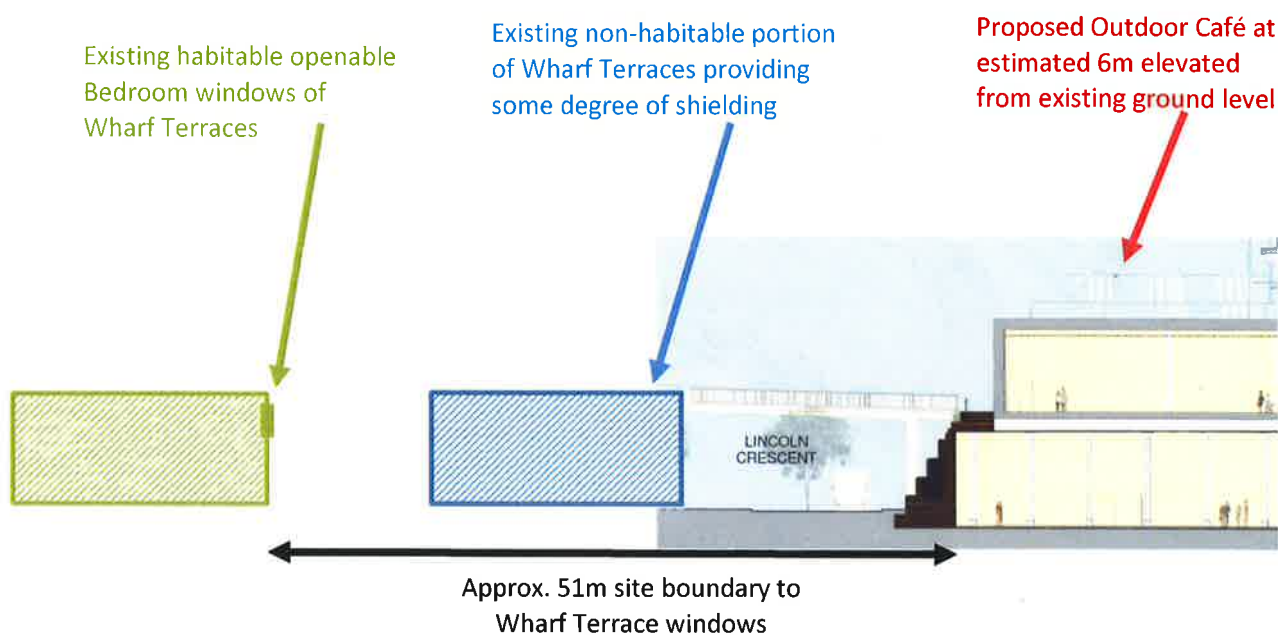 Existing habitable openable
Bedroom windows of
Wharf Terraces
Existing non-habitable portion
of Wharf Terraces providing
some degree of shielding
Proposed Outdoor Café at
estimated 6m elevated
from existing ground level
LINCOLN
CRESCENT
Approx. 51m site boundary to
Wharf Terrace windows